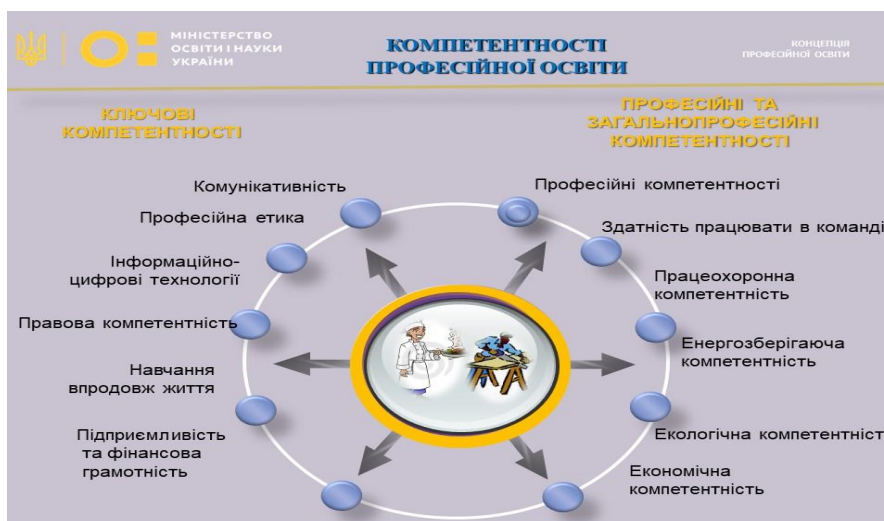 МІНІСТЕРСТВО
ОСВІТИ І НАУКИ
УКРАЇНИ
КОМПЕТЕНТНОСТІ
ПРОФЕСІЙНОЇ ОСВІТИ
КОНЦЕПЦІЯ
ПРОФЕСІЙНОЇ ОСВІТИ
КЛЮЧОВІ
КОМПЕТЕНТНОСТІ
Комунікативність
Професійна етика
Інформаційно-
цифрові технології
Правова компетентність
Навчання
впродовж життя
Підприємливість
та фінансова
грамотність
ПРОФЕСІЙНІ ТА
ЗАГАЛЬНОПРОФЕСІЙНІ
КОМПЕТЕНТНОСТІ
Професійні компетентності
Здатність працювати в команді
Працеохоронна
компетентність
Енергозберігаюча
компетентність
Екологічна компетентніст
Економічна
компетентність